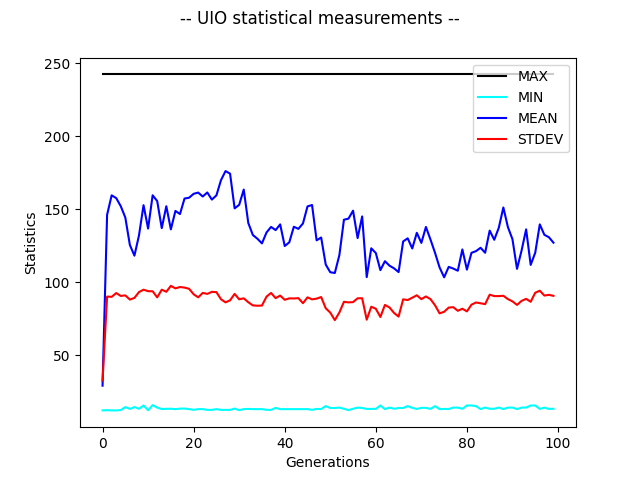 -- UIO statistical measurements --
250
200
150
100
50
Statistics
MAX
MIN
MEAN
STDEV
0
20
40
60
80
100
Generations